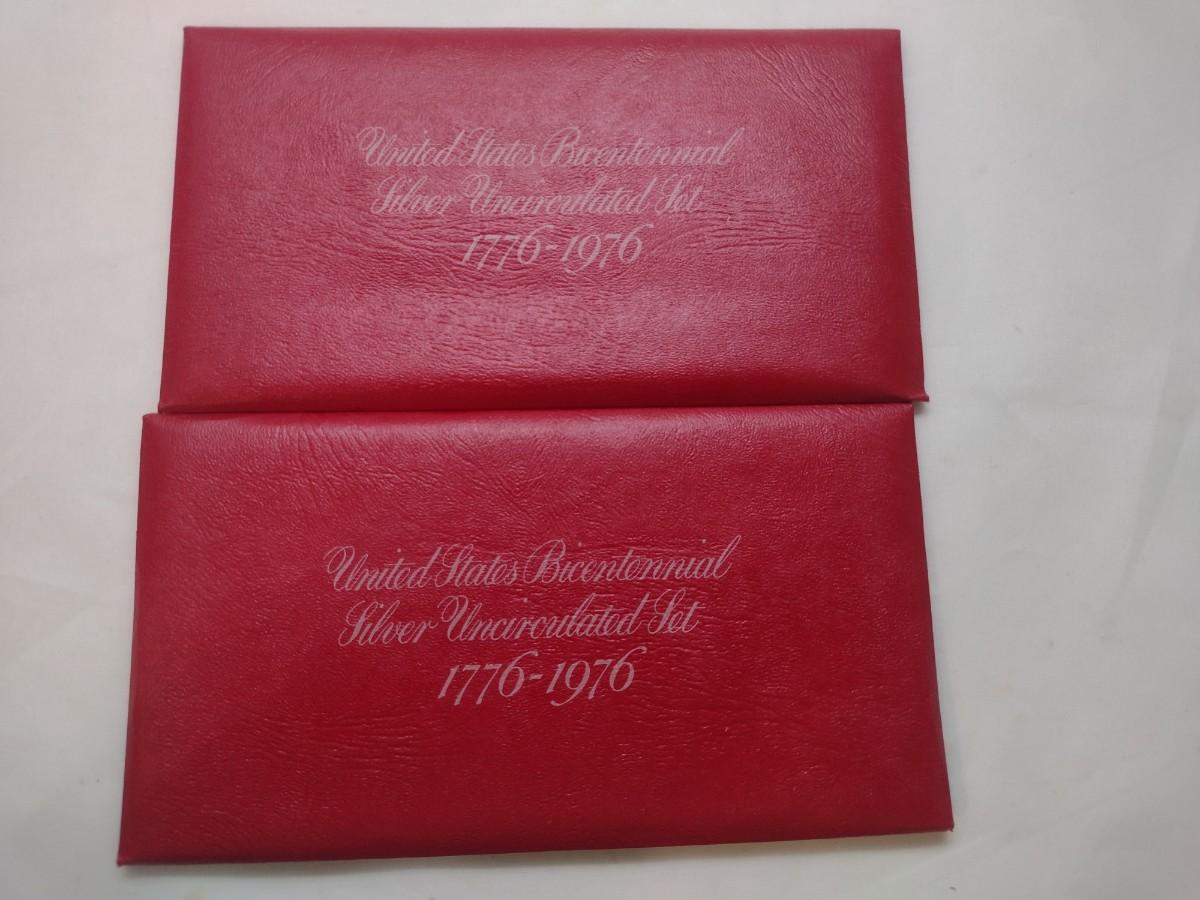 United States Bicentennial
Silver Uncirculated Set
1776-1976
United States Bicentennial
Silver Uncirculated Set
1776-1976